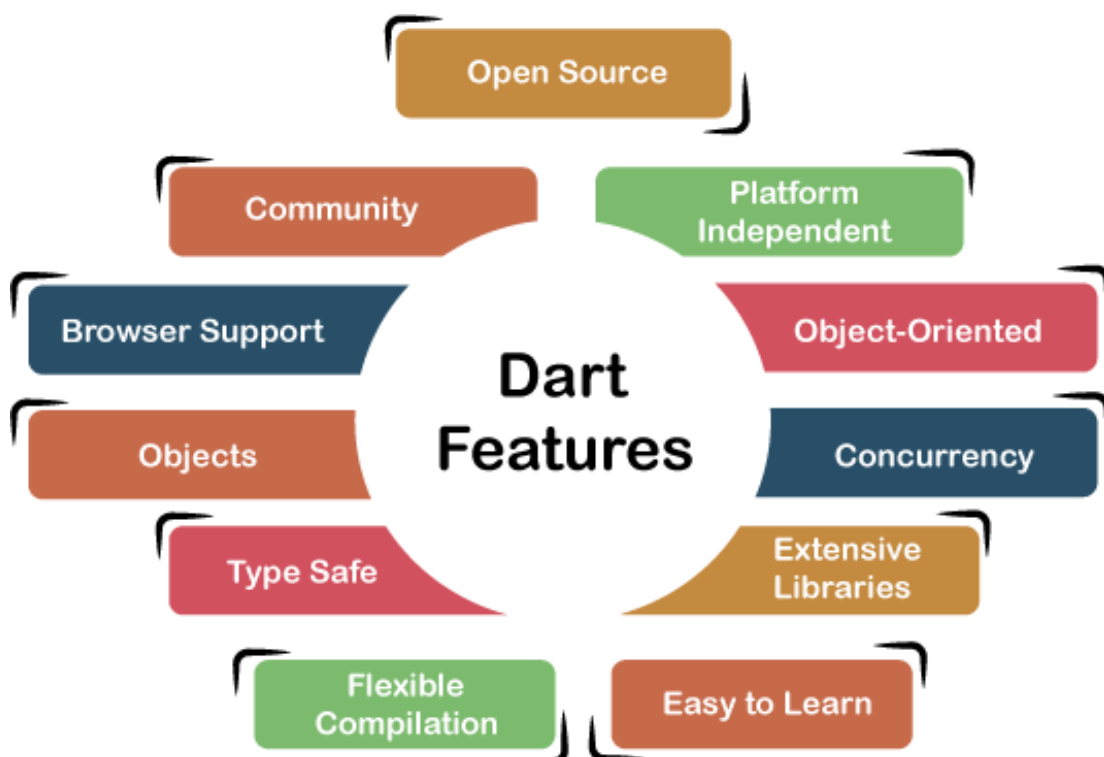 Open Source
Community
Platform
Independent
Browser Support
Object-Oriented
Dart
Features
Objects
Concurrency
Type Safe
Extensive
Libraries
Flexible
Compilation
Easy to Learn